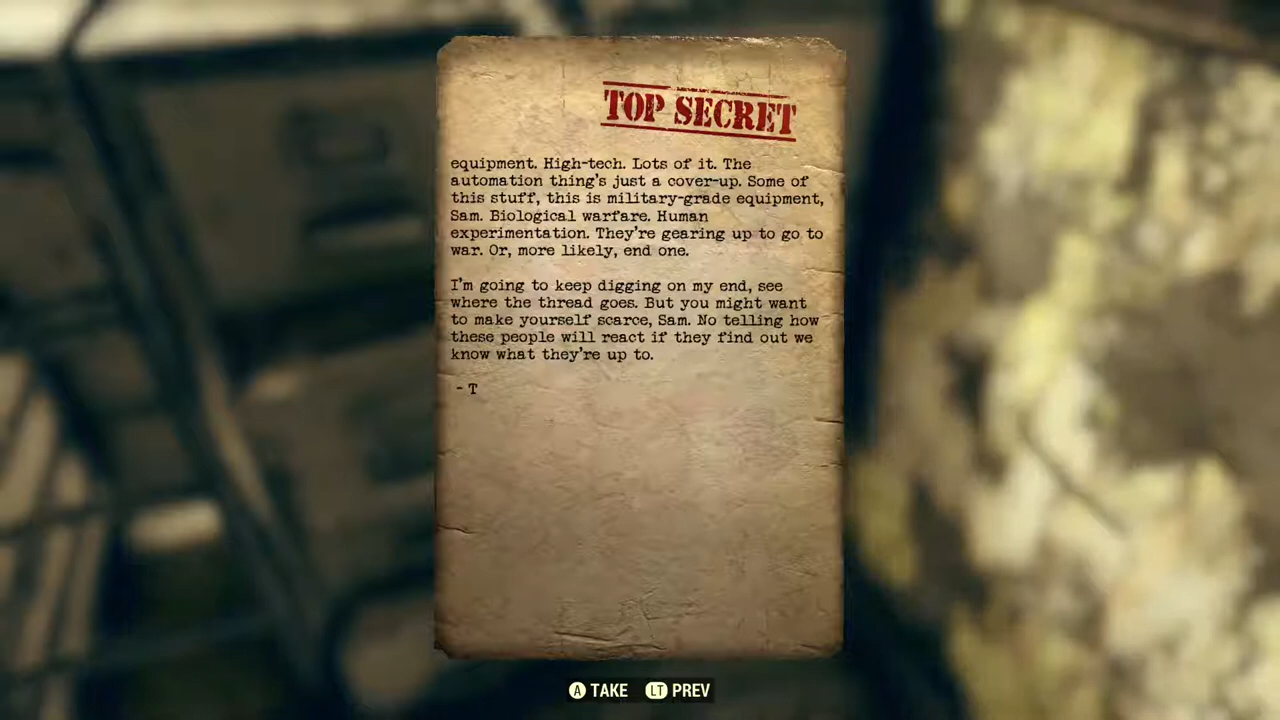 TOP SECRET
equipment. High-tech. Lots of it. The
automation thing's just a cover-up. Some of
this stuff, this is military-grade equipment,
Sam. Biological warfare. Human
experimentation. They're gearing up to go to
war. Or, more likely, end one.
I'm going to keep digging on my end, see
where the thread goes. But you might want
to make yourself scarce, Sam. No telling how
these people will react if they find out we
know what they're up to.
- T
A TAKE LT PREV